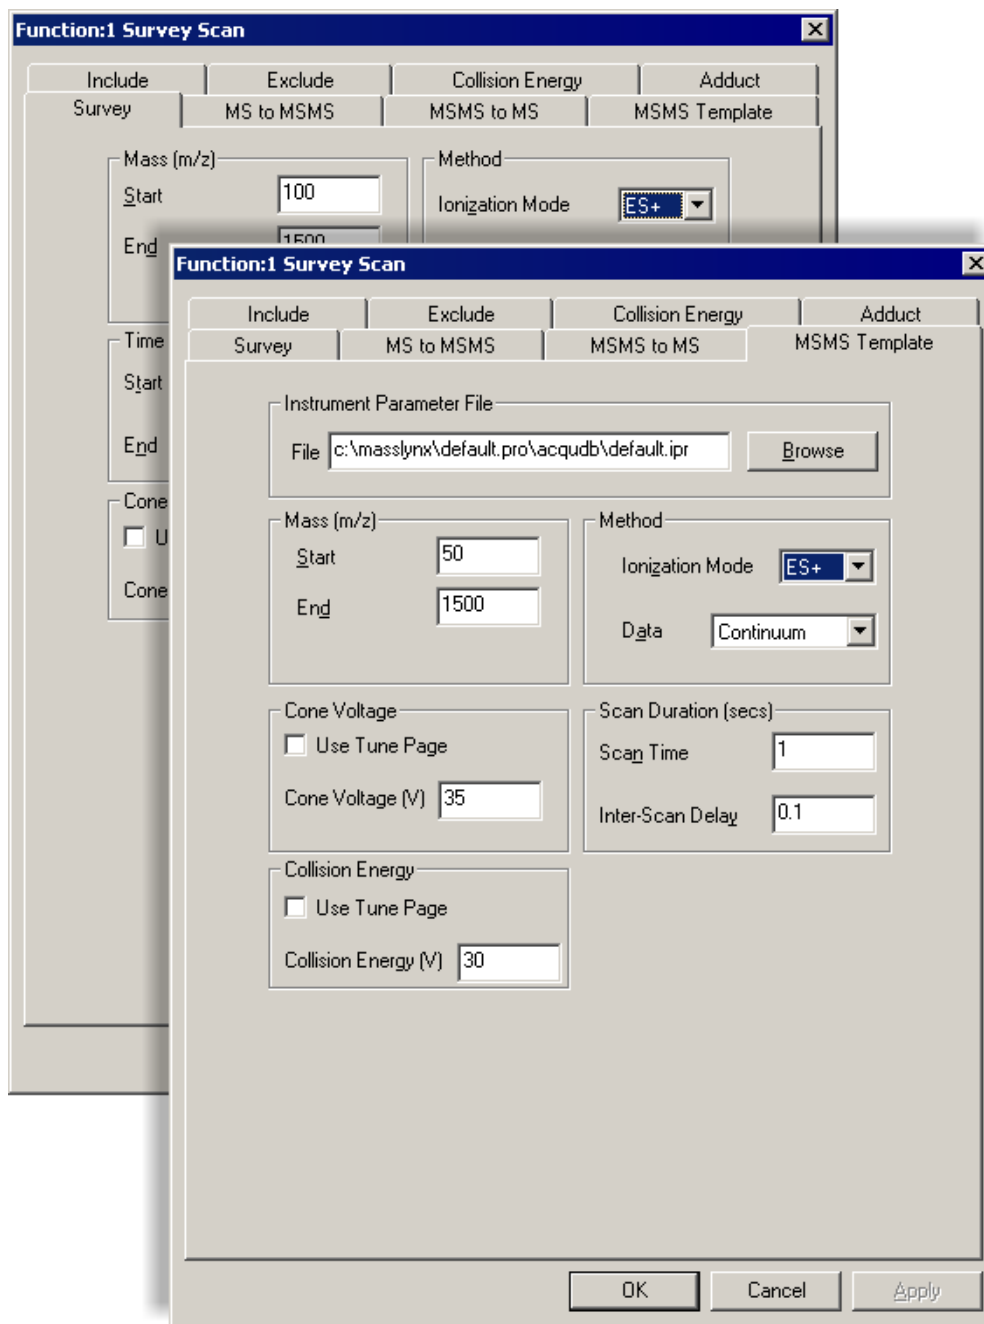 Function:1 Survey Scan
Include Exclude Collision Energy Adduct
Survey MS to MSMS MSMS to MS MSMS Template
Mass (m/z)
Start 100
End 1500
Method
Ionization Mode ES+
Time
Start
End
Cone
U
Cone
Function:1 Survey Scan
Include Exclude Collision Energy Adduct
Survey MS to MSMS MSMS to MS MSMS Template
Instrument Parameter File
File c:\masslynx\default.pro\acqudb\default.ipr Browse
Mass (m/z)
Start 50
End 1500
Method
Ionization Mode ES+
Data Continuum
Cone Voltage
Use Tune Page
Cone Voltage (V) 35
Scan Duration (secs)
Scan Time 1
Inter-Scan Delay 0.1
Collision Energy
Use Tune Page
Collision Energy (V) 30
OK Cancel Apply